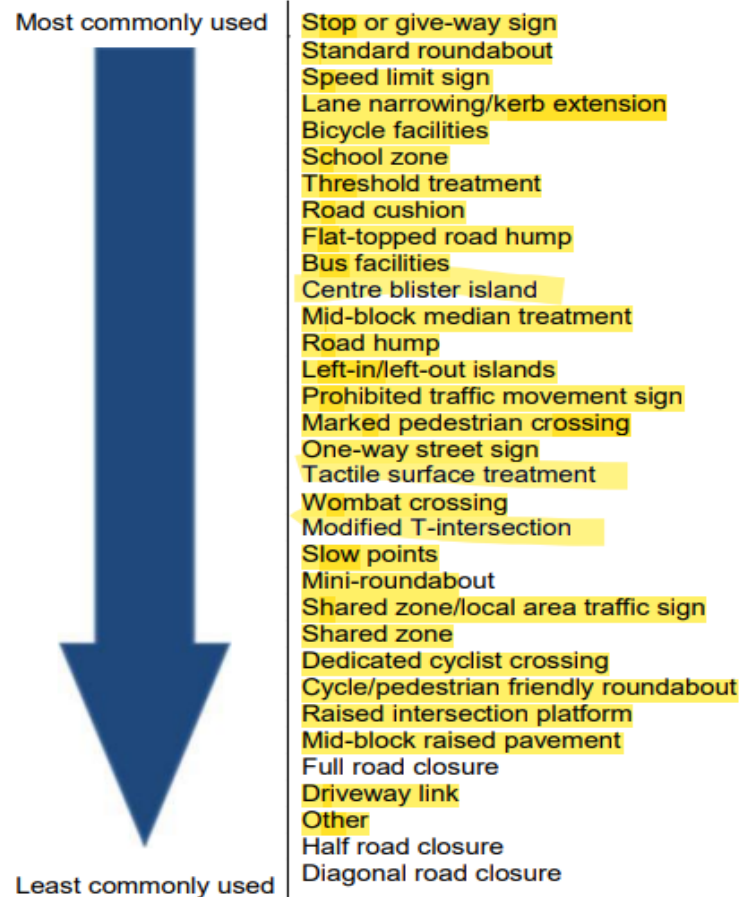 Most commonly used
Stop or give-way sign
Standard roundabout
Speed limit sign
Lane narrowing/kerb extension
Bicycle facilities
School zone
Threshold treatment
Road cushion
Flat-topped road hump
Bus facilities
Centre blister island
Mid-block median treatment
Road hump
Left-in/left-out islands
Prohibited traffic movement sign
Marked pedestrian crossing
One-way street sign
Tactile surface treatment
Wombat crossing
Modified T-intersection
Slow points
Mini-roundabout
Shared zone/local area traffic sign
Shared zone
Dedicated cyclist crossing
Cycle/pedestrian friendly roundabout
Raised intersection platform
Mid-block raised pavement
Full road closure
Driveway link
Other
Half road closure
Diagonal road closure
Least commonly used